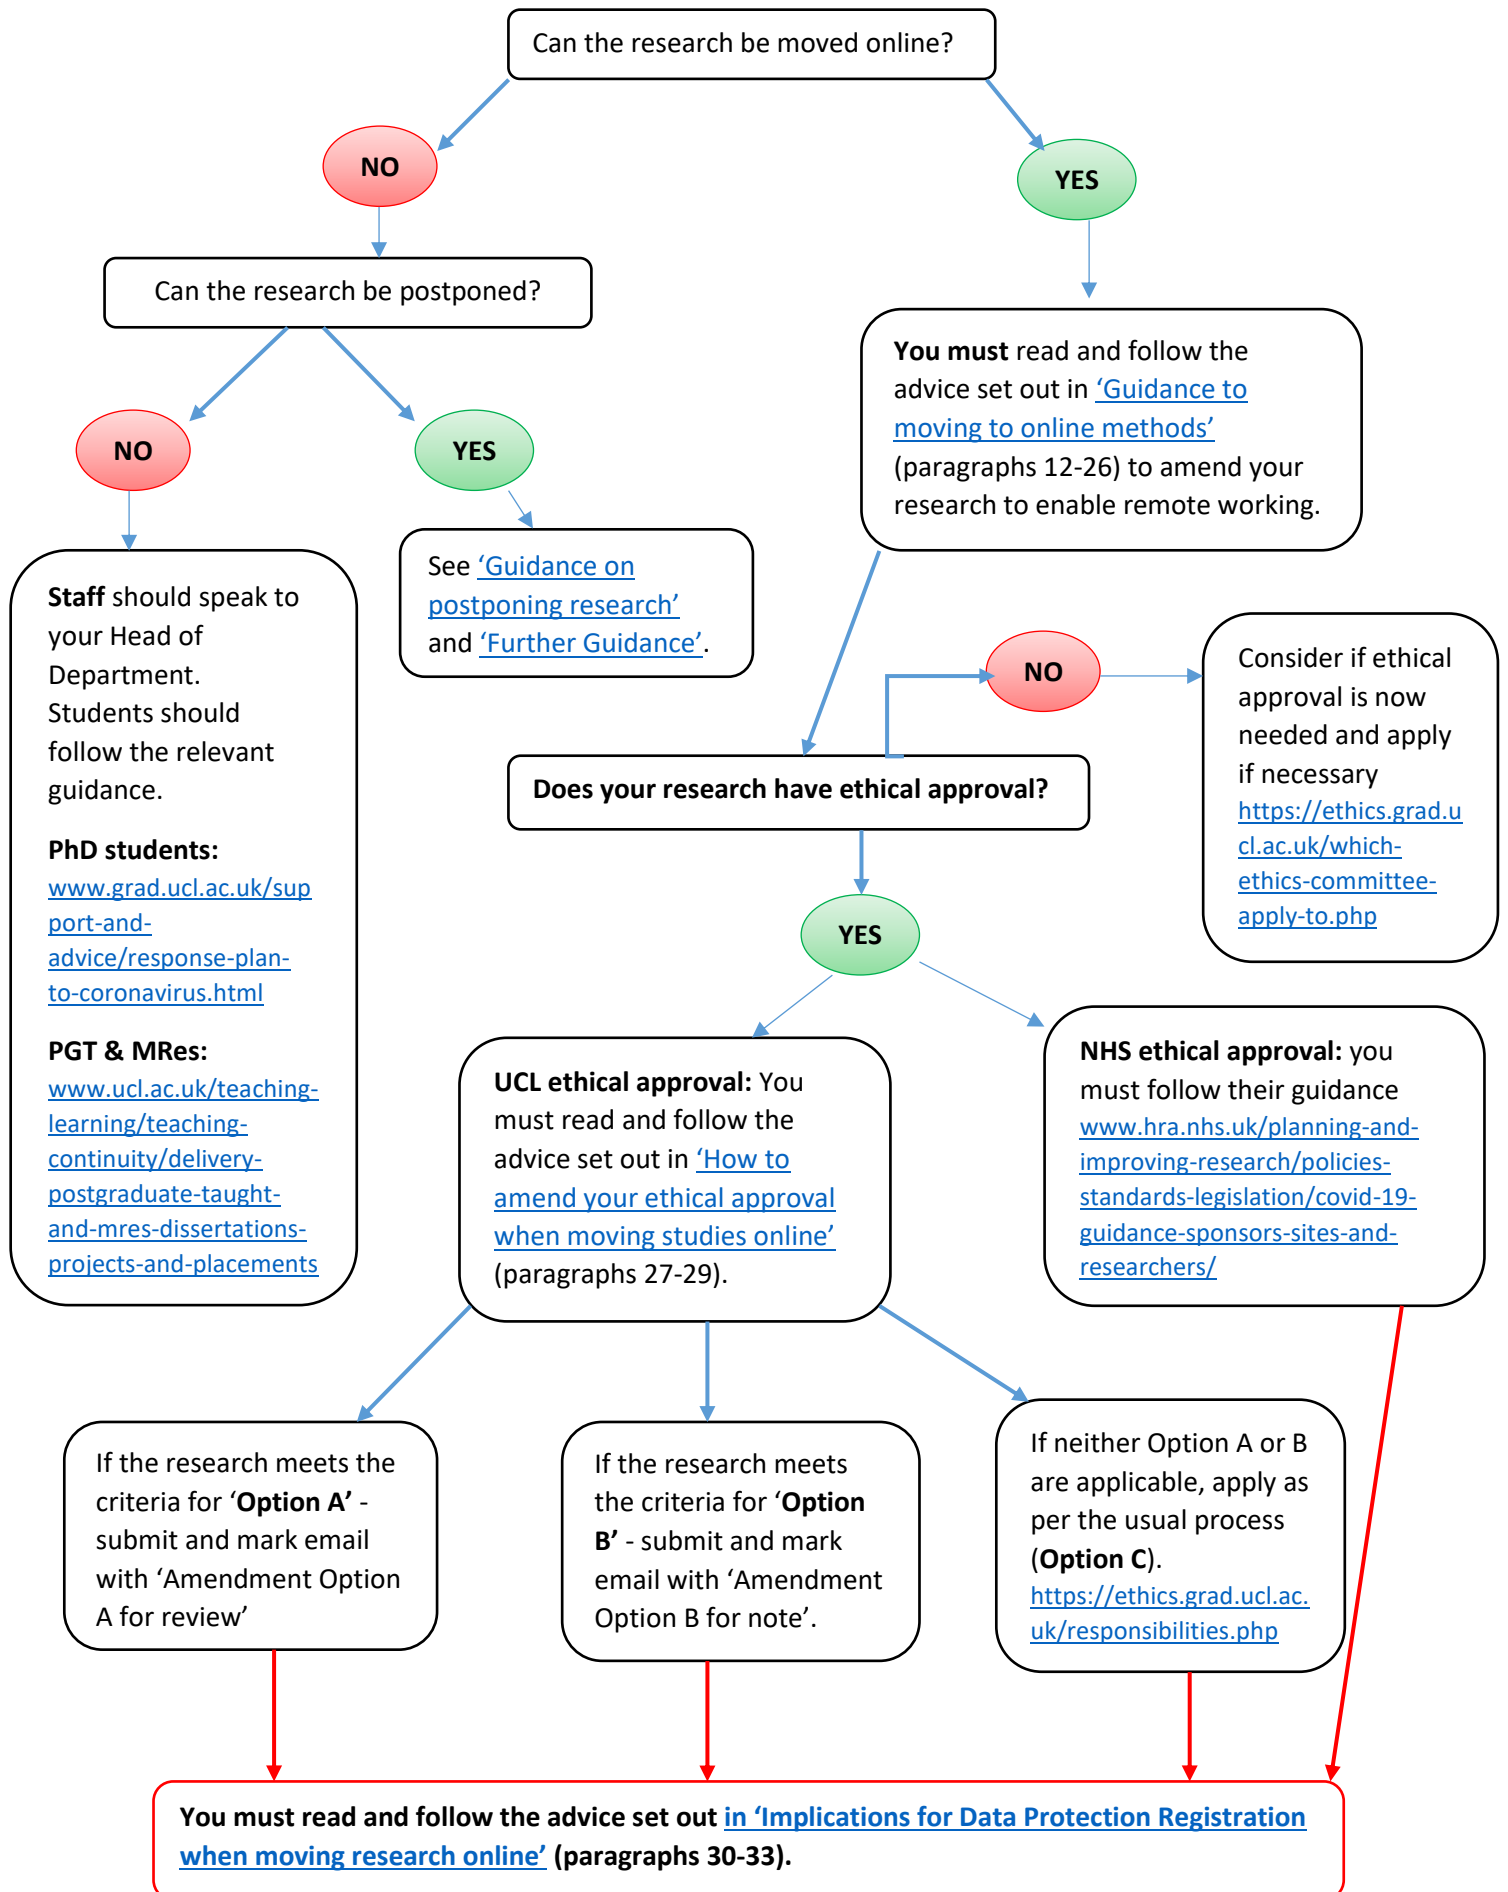 Can the research be moved online?
NO
YES
Can the research be postponed?
You must read and follow the
advice set out in ‘Guidance to
moving to online methods’
(paragraphs 12-26) to amend your
research to enable remote working.
NO
YES
See ‘Guidance on
postponing research’
and ‘Further Guidance’.
Staff should speak to
your Head of
Department.
Students should
follow the relevant
guidance.
PhD students:
www.grad.ucl.ac.uk/sup
port-and-
advice/response-plan-
to-coronavirus.html
PGT & MRes:
www.ucl.ac.uk/teaching-
learning/teaching-
continuity/delivery-
postgraduate-taught-
and-mres-dissertations-
projects-and-placements
NO
Consider if ethical
approval is now
needed and apply
if necessary
https://ethics.grad.u
cl.ac.uk/which-
ethics-committee-
apply-to.php
Does your research have ethical approval?
YES
UCL ethical approval: You
must read and follow the
advice set out in ‘How to
amend your ethical approval
when moving studies online’
(paragraphs 27-29).
NHS ethical approval: you
must follow their guidance
www.hra.nhs.uk/planning-and-
improving-research/policies-
standards-legislation/covid-19-
guidance-sponsors-sites-and-
researchers/
If the research meets the
criteria for ‘Option A’ -
submit and mark email
with ‘Amendment Option
A for review’
If the research meets
the criteria for ‘Option
B’ - submit and mark
email with ‘Amendment
Option B for note’.
If neither Option A or B
are applicable, apply as
per the usual process
(Option C).
https://ethics.grad.ucl.ac.
uk/responsibilities.php
You must read and follow the advice set out in ‘Implications for Data Protection Registration
when moving research online’ (paragraphs 30-33).